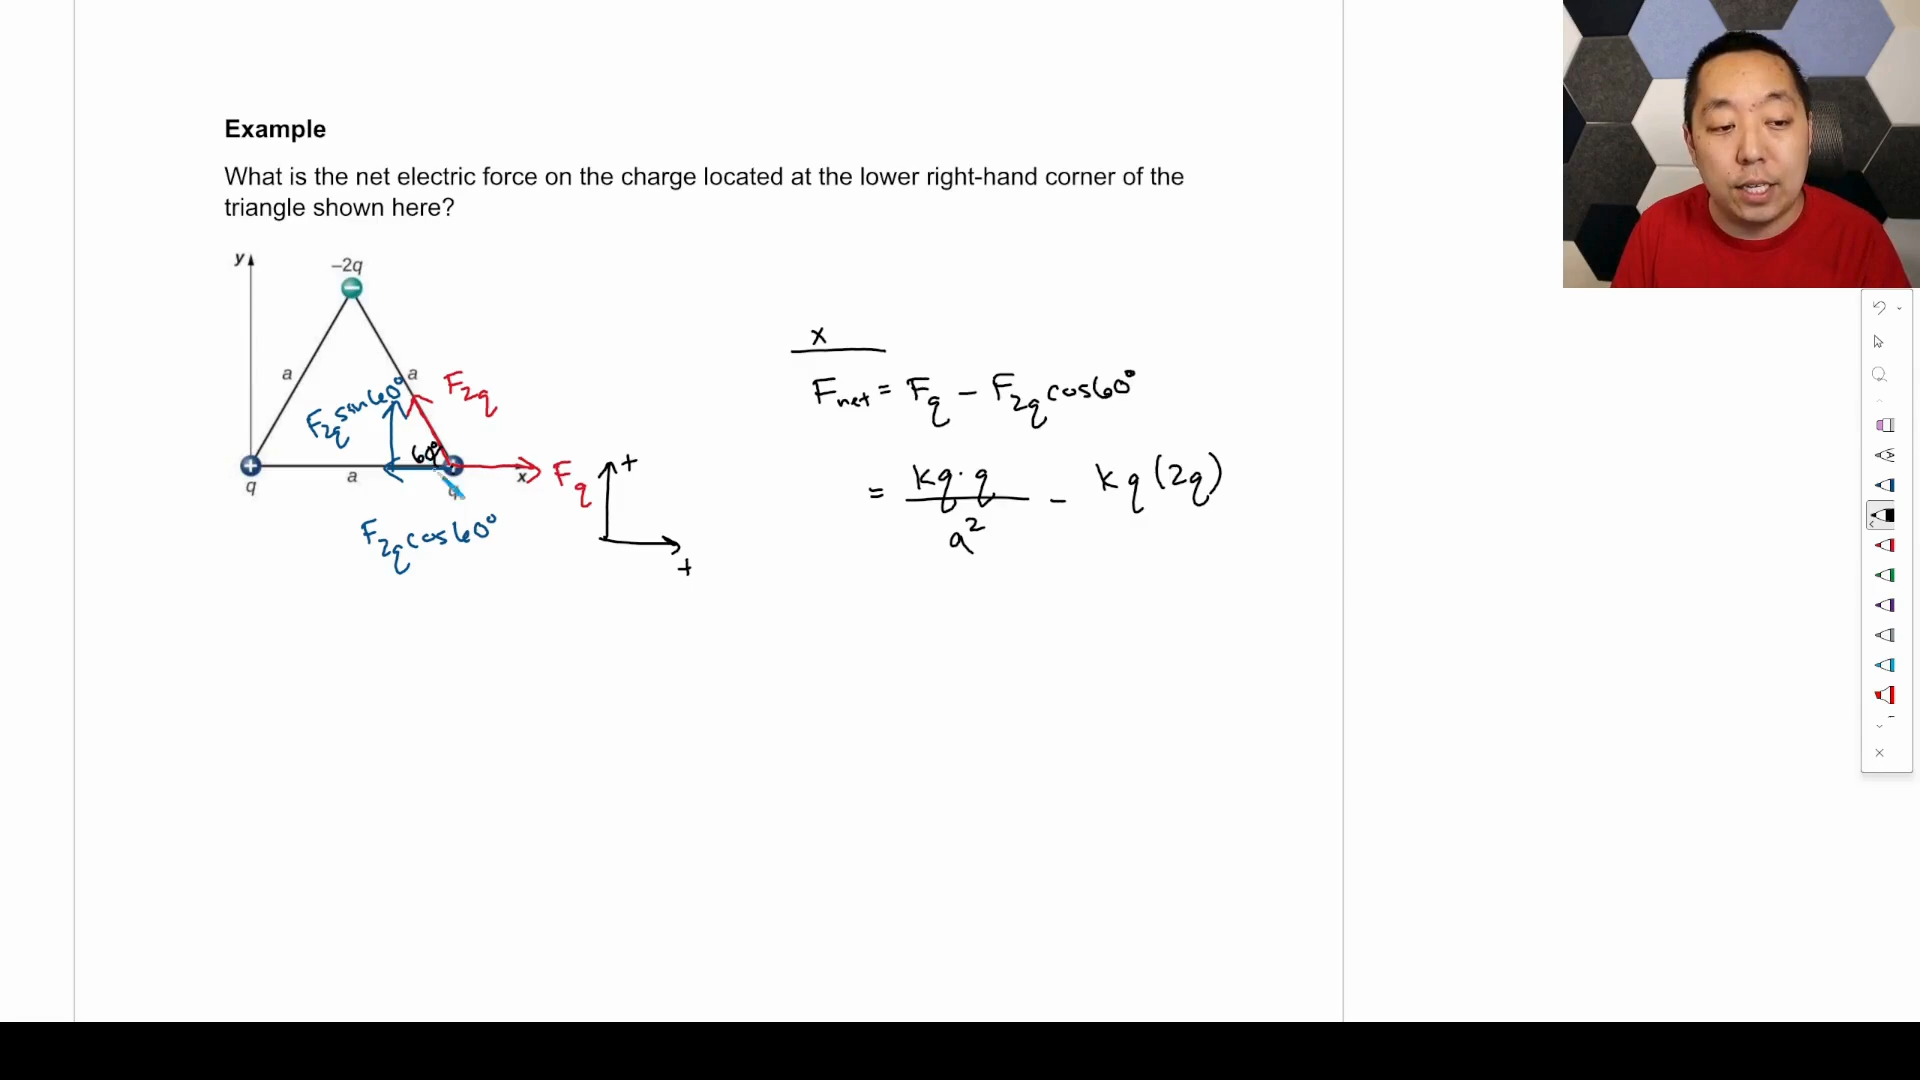 Example
What is the net electric force on the charge located at the lower right-hand corner of the
triangle shown here?
y
−2q
x
a
a
F2q
Fnet = Fq − F2q cos60°
F2q sin60°
60°
+
q
a
x
Fq
= kq·q / a² − kq(2q)
q
F2q cos60°
+